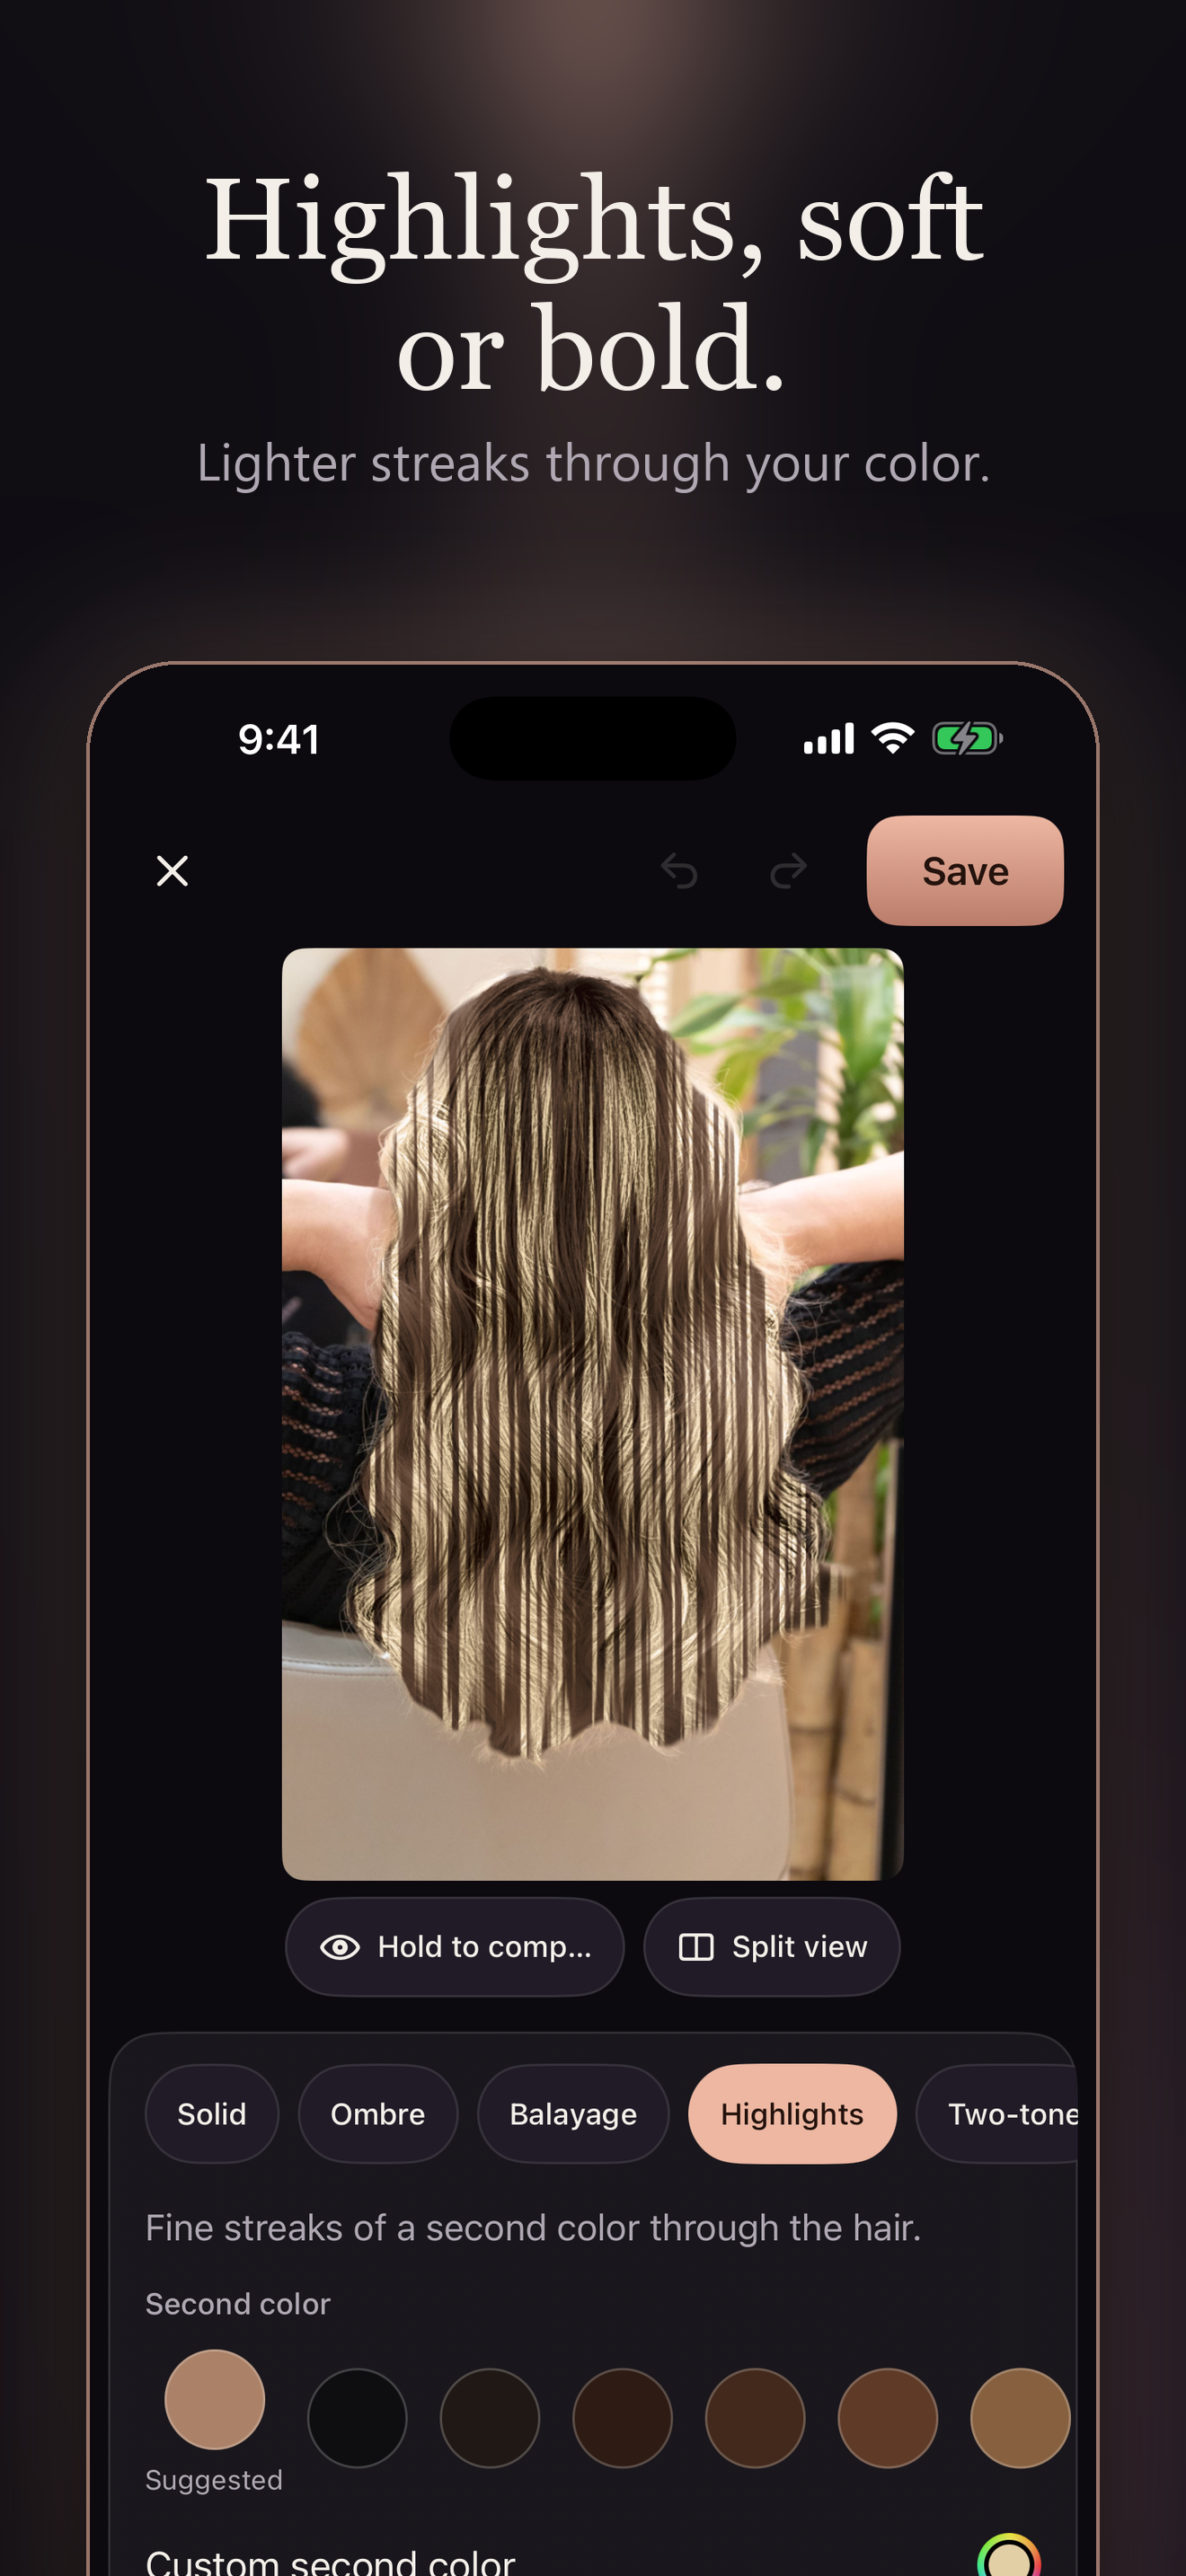 Highlights, soft
or bold.
Lighter streaks through your color.
9:41
Save
Hold to comp...
Split view
Solid
Ombre
Balayage
Highlights
Two-tone
Fine streaks of a second color through the hair.
Second color
Suggested
Custom second color